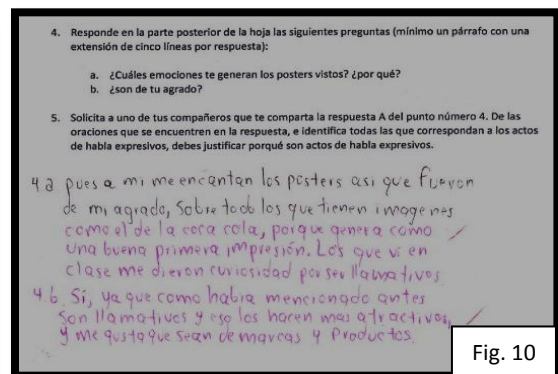 4. Responde en la parte posterior de la hoja las siguientes preguntas (mínimo un párrafo con una
extensión de cinco líneas por respuesta):
a. ¿Cuáles emociones te generan los posters vistos? ¿por qué?
b. ¿son de tu agrado?
5. Solicita a uno de tus compañeros que te comparta la respuesta A del punto número 4. De las
oraciones que se encuentren en la respuesta, e identifica todas las que correspondan a los actos
de habla expresivos, debes justificar porqué son actos de habla expresivos.
4.a pues a mi me encantan los posters asi que fueron
de mi agrado, sobre todo los que tienen imagenes
como el de la coca cola, porque genera como
una buena primera impresión. Los que vi en
clase me dieron curiosidad por ser llamativos
4.b. Sí, ya que como habia mencionado antes
son llamativos y eso los hacen mas atractivos,
y me gusta que sean de marcas y productos.
Fig. 10